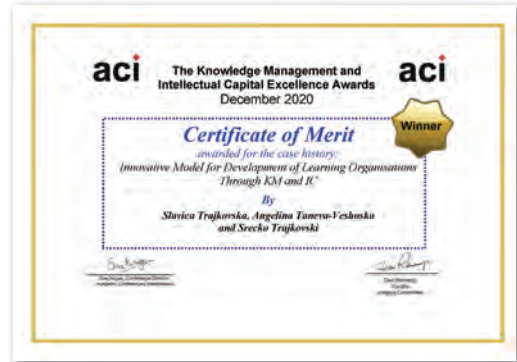 aci
aci
The Knowledge Management and
Intellectual Capital Excellence Awards
December 2020
Winner
Certificate of Merit
awarded for the case history:
Innovative Model for Development of Learning Organisations
Through KM and IC
By
Slavica Trajkovska, Angelina Taneva-Veshoska
and Srecko Trajkovski